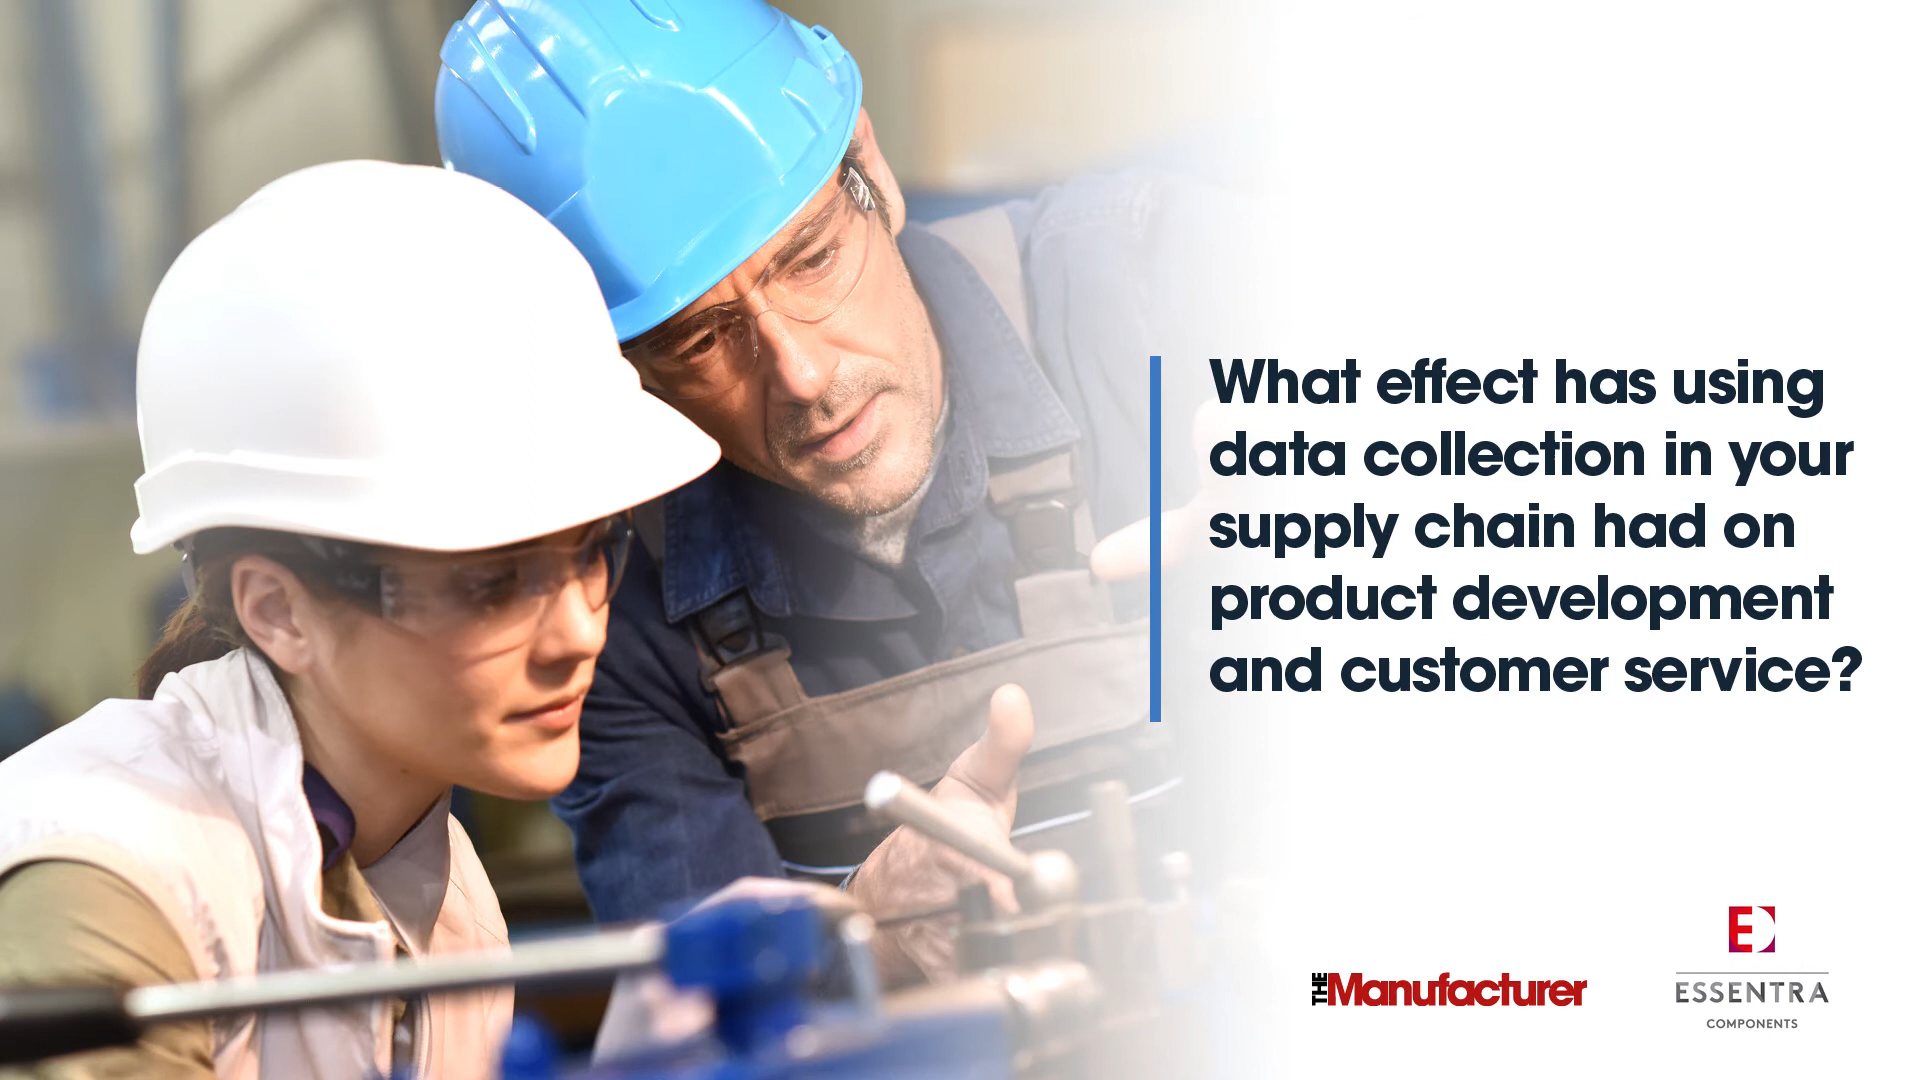 What effect has using
data collection in your
supply chain had on
product development
and customer service?
THE Manufacturer
ESSENTRA
COMPONENTS